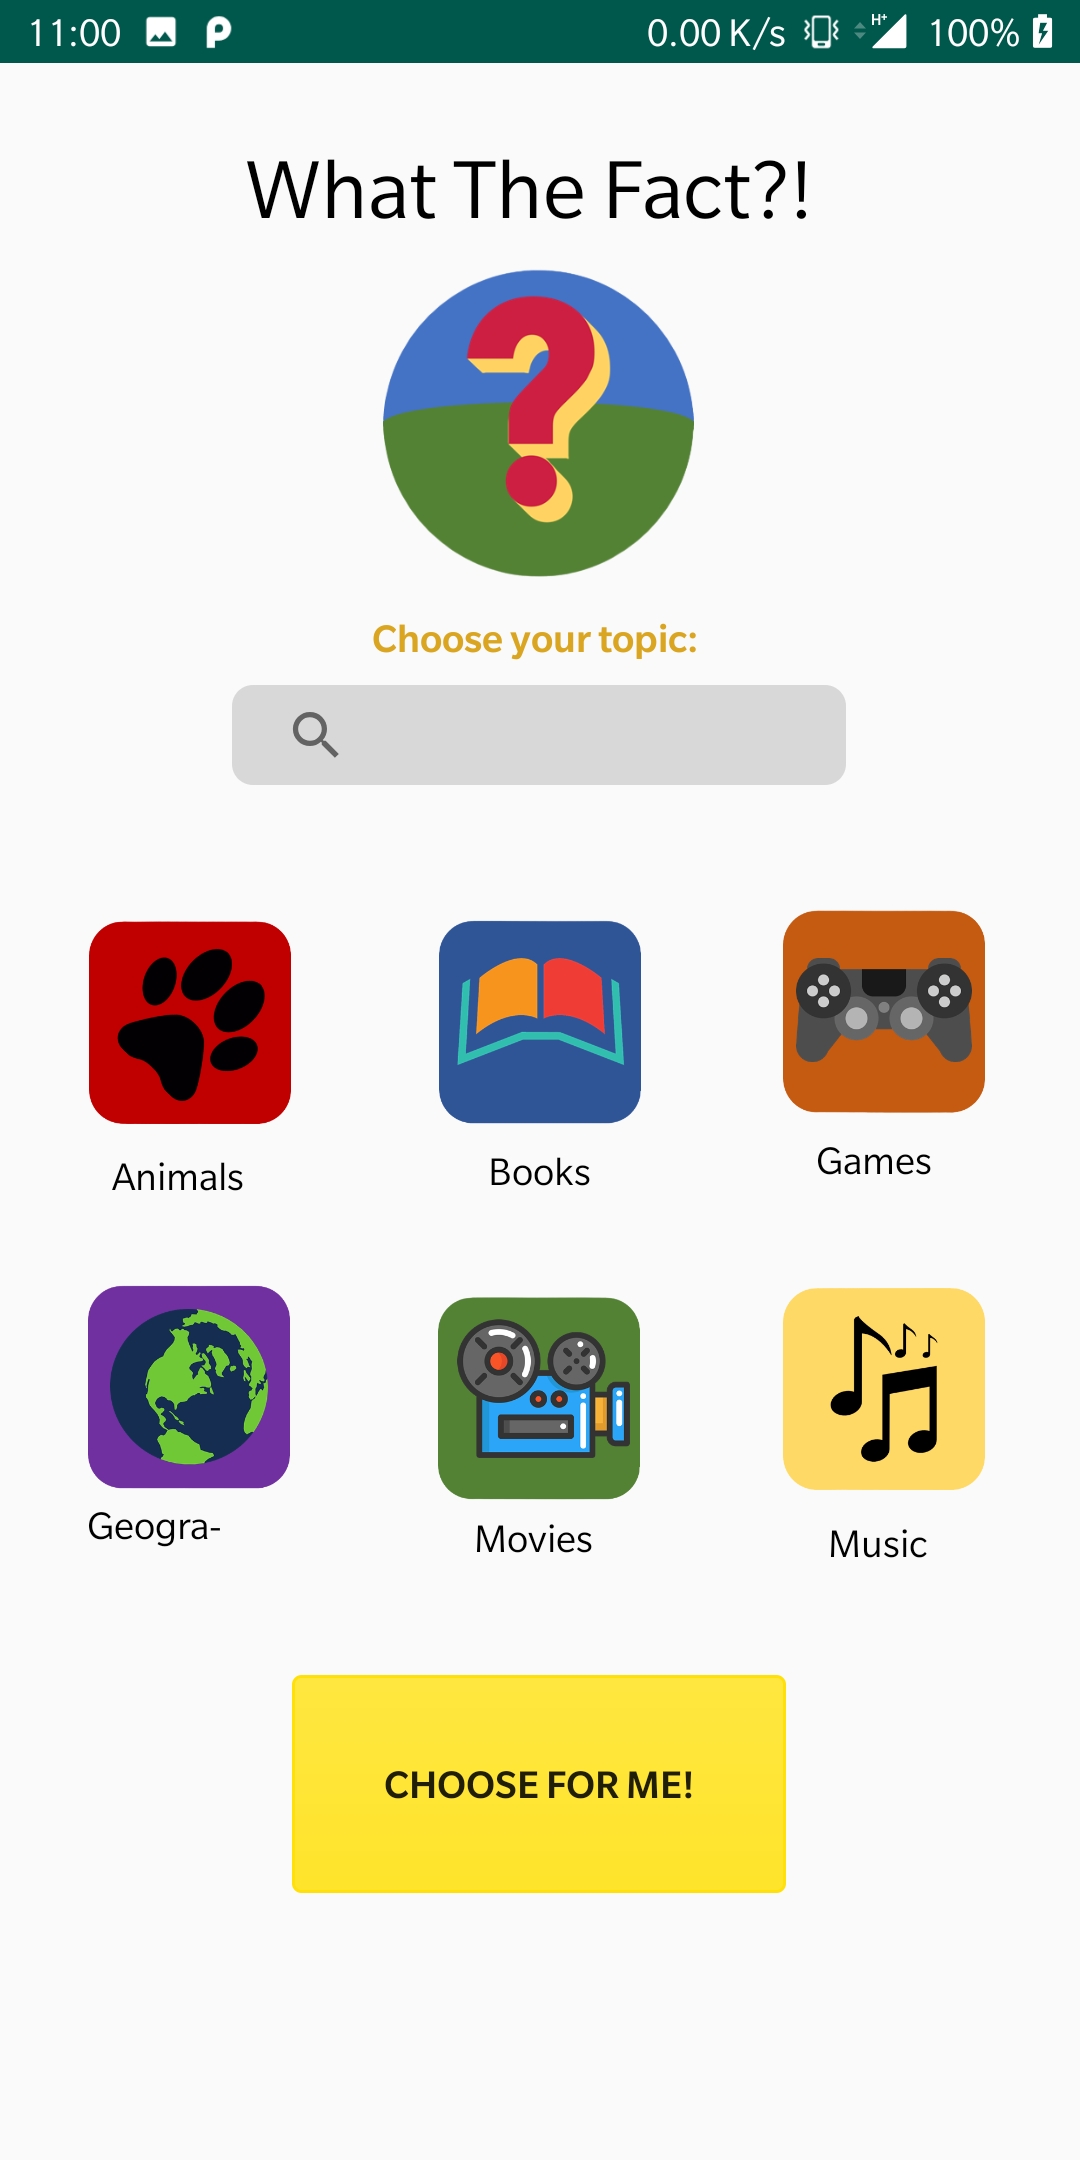 11:00 0.00 K/s H+ 100%
What The Fact?!
?
Choose your topic:
Animals Books Games
Geogra- Movies Music
CHOOSE FOR ME!